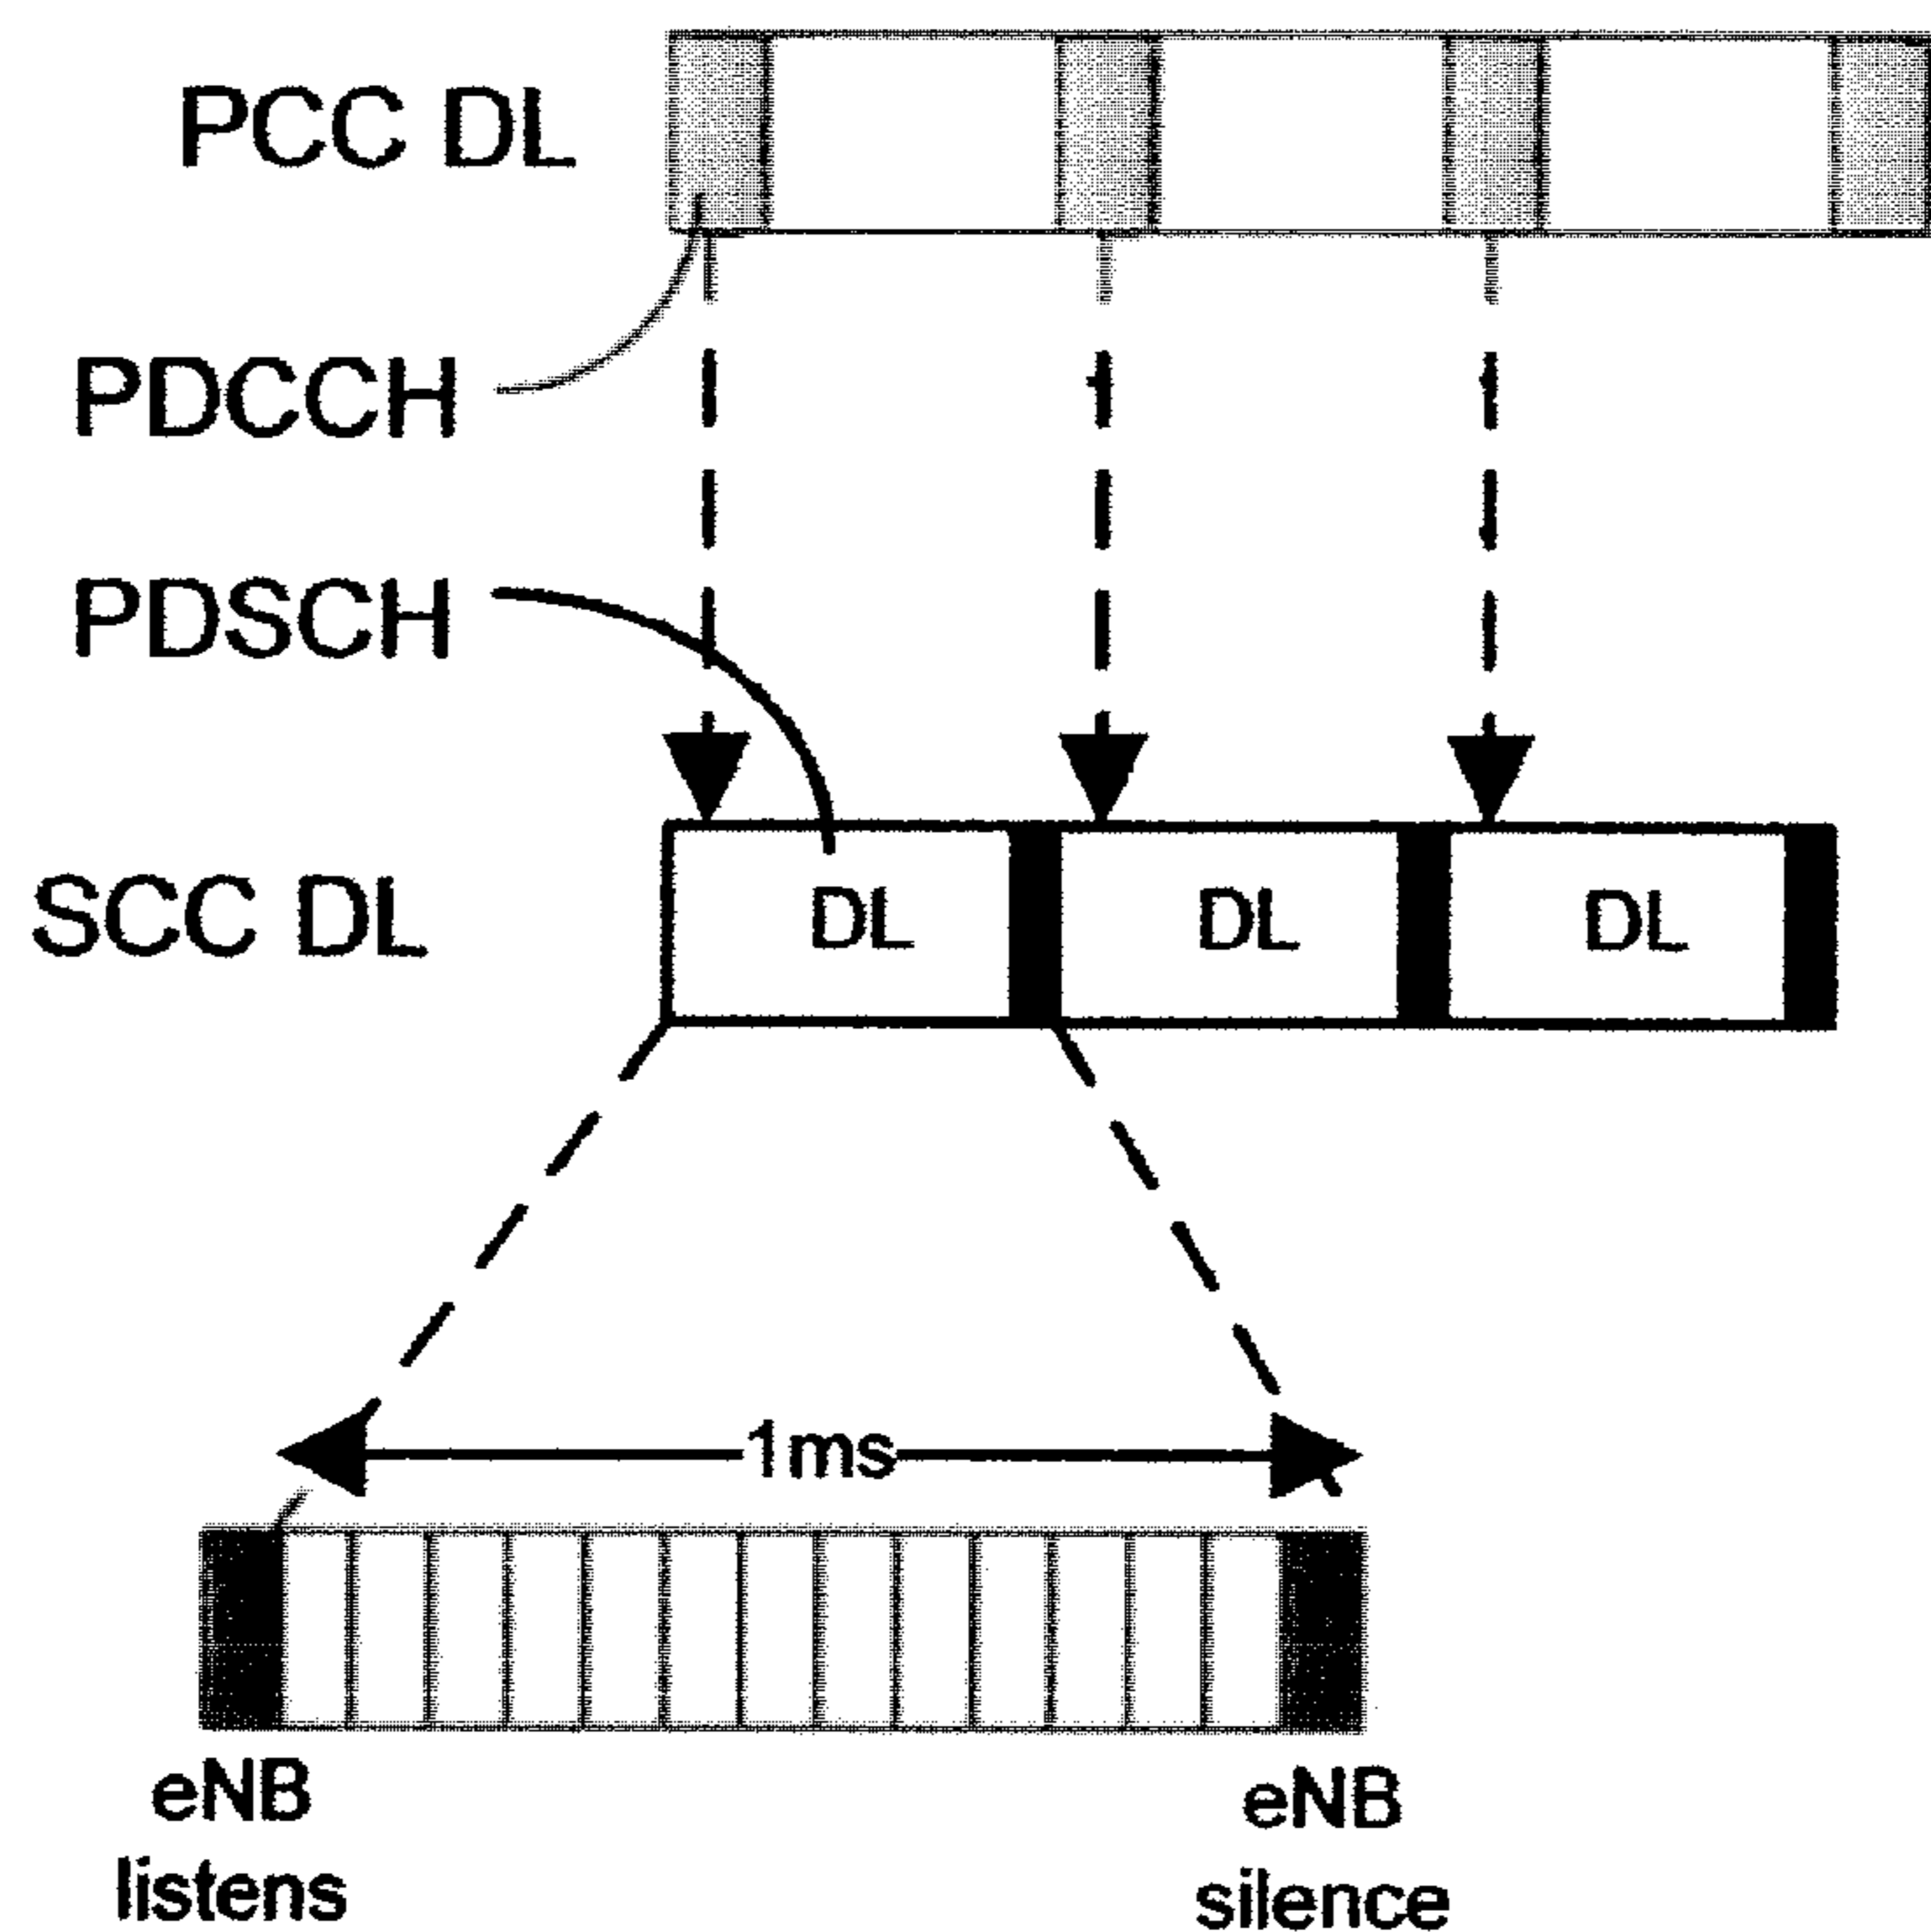 PCC DL
PDCCH
PDSCH
SCC DL
DL
DL
DL
1ms
eNB
listens
eNB
silence